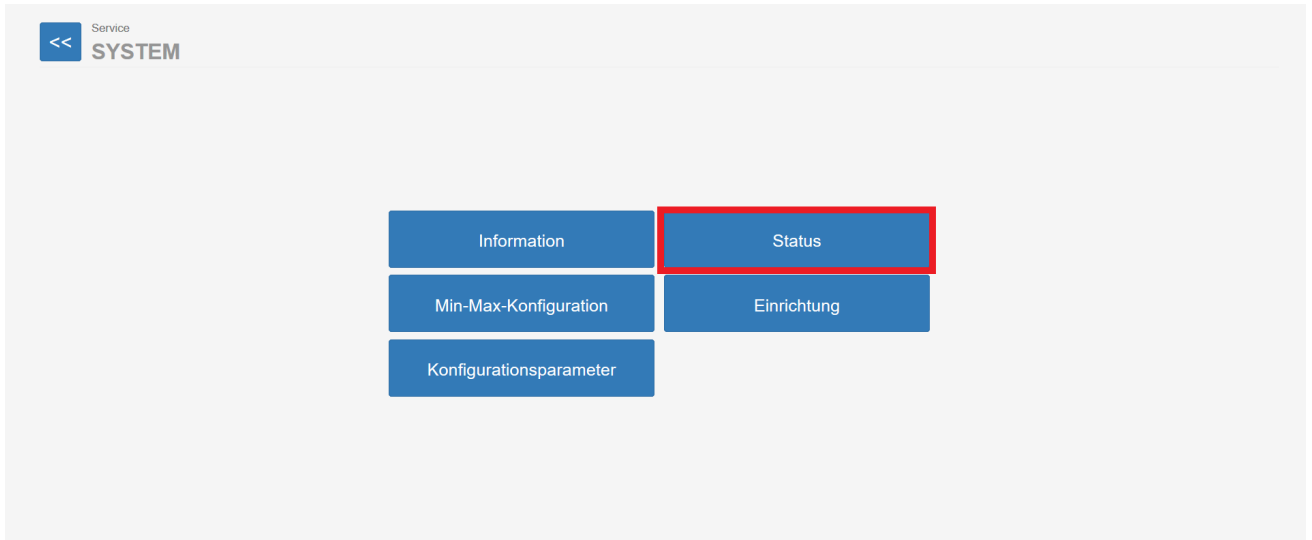 <<
Service
SYSTEM
Information
Status
Min-Max-Konfiguration
Einrichtung
Konfigurationsparameter